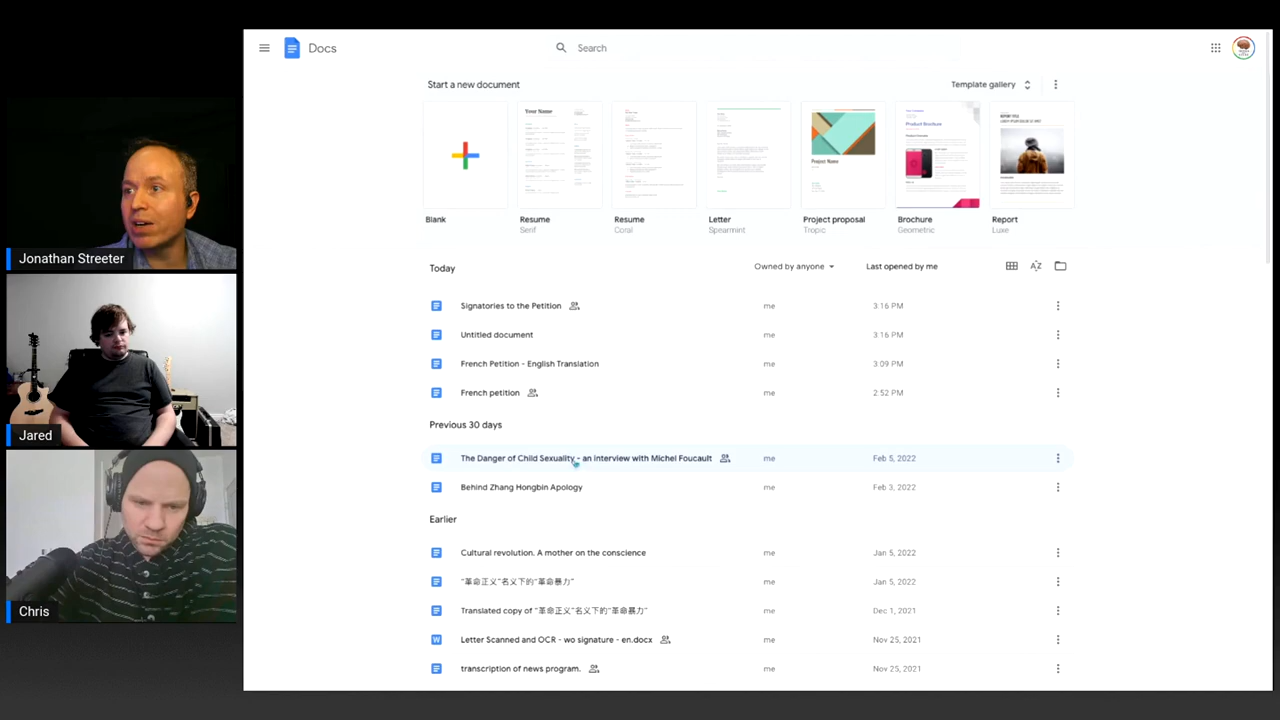 Docs
Search
Start a new document
Template gallery
Blank
Resume
Serif
Resume
Coral
Letter
Spearmint
Project proposal
Tropic
Brochure
Geometric
Report
Luxe
Today
Owned by anyone
Last opened by me
Signatories to the Petition me 3:16 PM
Untitled document me 3:16 PM
French Petition - English Translation me 3:09 PM
French petition me 2:52 PM
Previous 30 days
The Danger of Child Sexuality - an interview with Michel Foucault me Feb 5, 2022
Behind Zhang Hongbin Apology me Feb 3, 2022
Earlier
Cultural revolution. A mother on the conscience me Jan 5, 2022
“革命正义”名义下的“革命暴力” me Jan 5, 2022
Translated copy of “革命正义”名义下的“革命暴力” me Dec 1, 2021
Letter Scanned and OCR - wo signature - en.docx me Nov 25, 2021
transcription of news program. me Nov 25, 2021
Jonathan Streeter
Jared
Chris